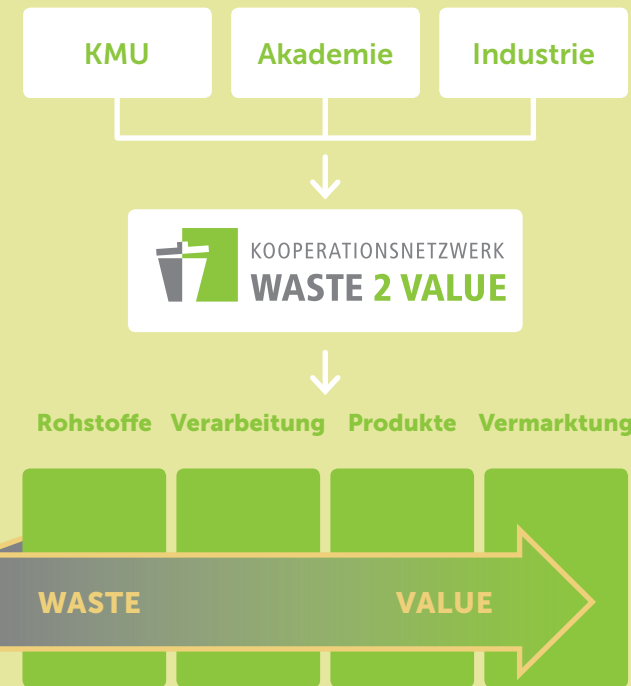 KMU Akademie Industrie
KOOPERATIONSNETZWERK
WASTE 2 VALUE
Rohstoffe Verarbeitung Produkte Vermarktung
WASTE VALUE